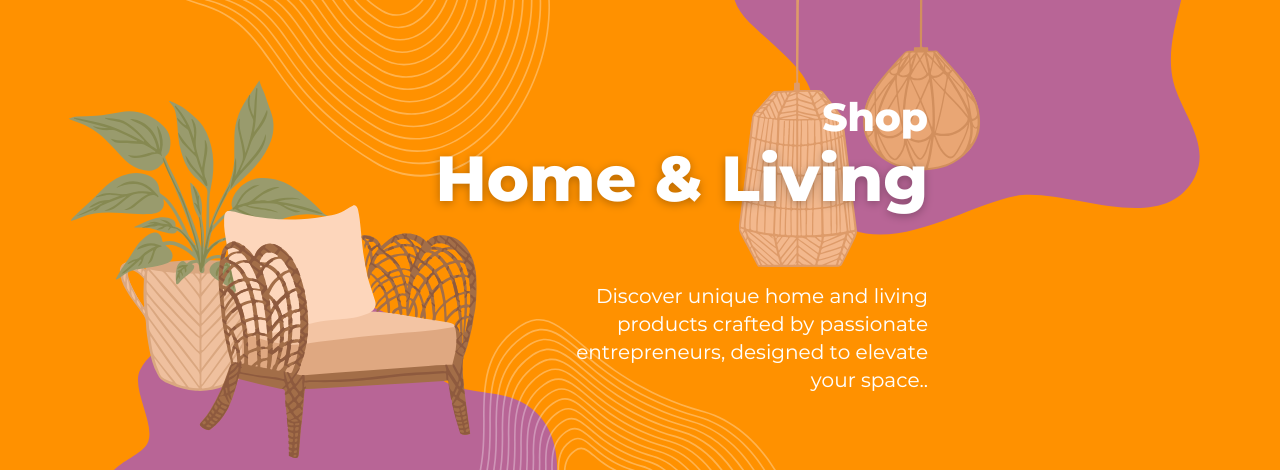 Shop
Home & Living
Discover unique home and living
products crafted by passionate
entrepreneurs, designed to elevate
your space..